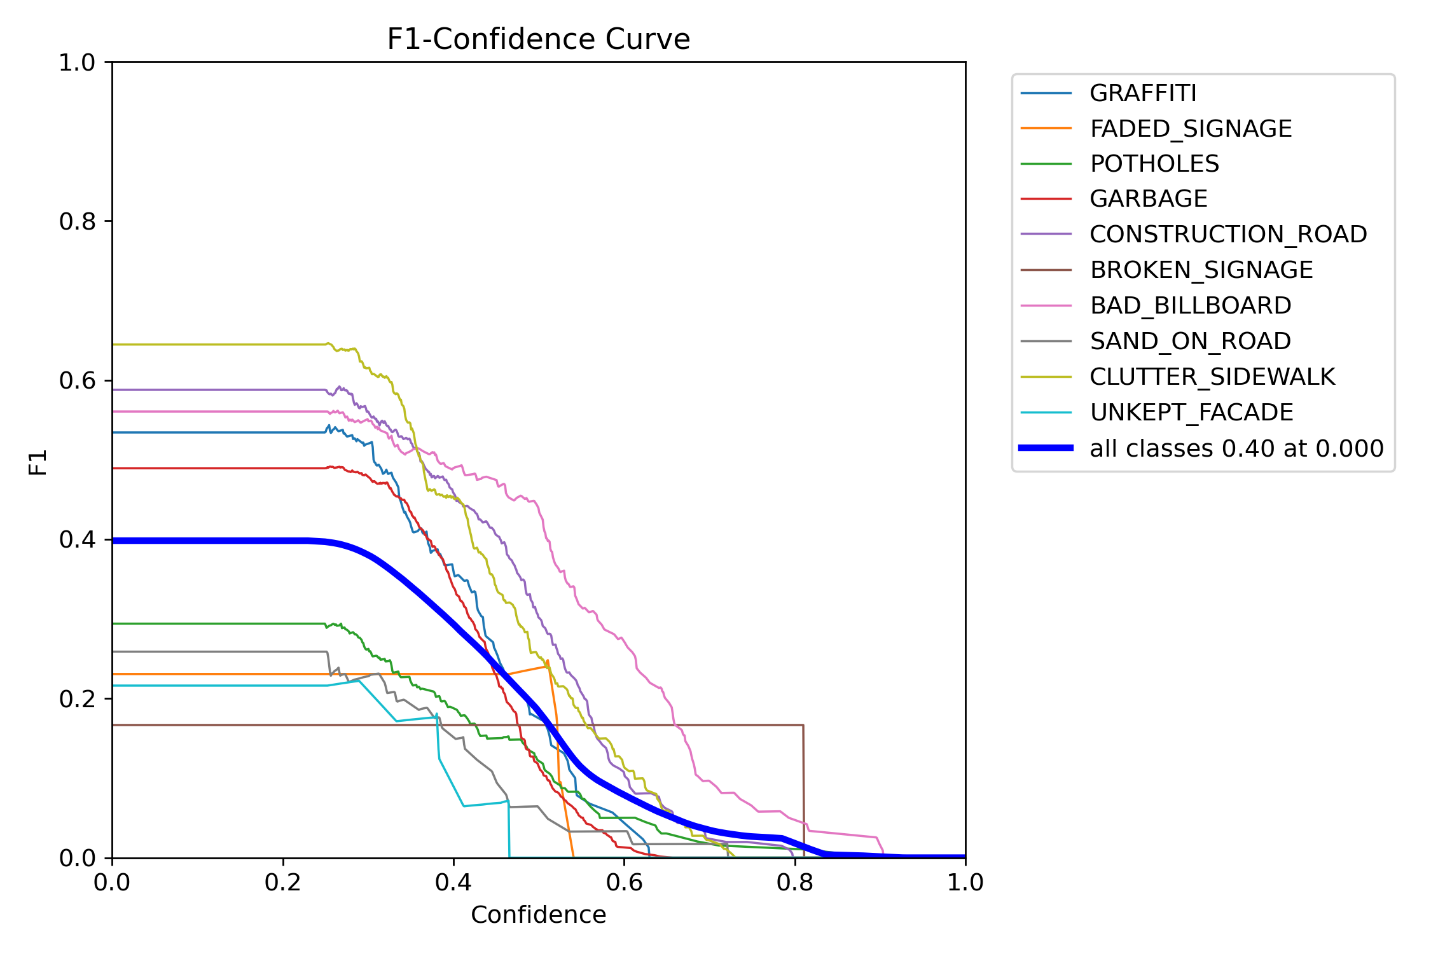 F1-Confidence Curve
1.0
0.8
0.6
0.4
0.2
0.0
F1
0.0 0.2 0.4 0.6 0.8 1.0
Confidence
GRAFFITI
FADED_SIGNAGE
POTHOLES
GARBAGE
CONSTRUCTION_ROAD
BROKEN_SIGNAGE
BAD_BILLBOARD
SAND_ON_ROAD
CLUTTER_SIDEWALK
UNKEPT_FACADE
all classes 0.40 at 0.000